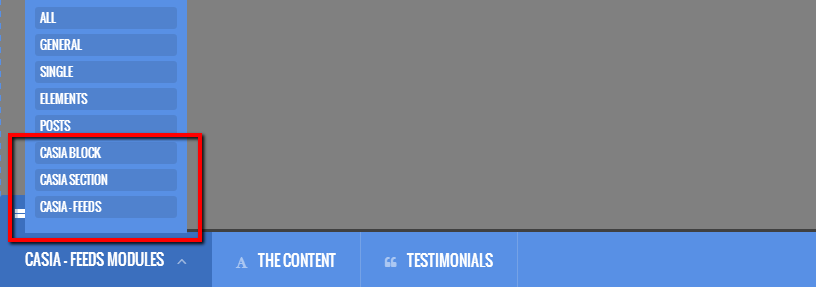 ALL
GENERAL
SINGLE
ELEMENTS
POSTS
CASIA BLOCK
CASIA SECTION
CASIA - FEEDS
CASIA - FEEDS MODULES
THE CONTENT
TESTIMONIALS